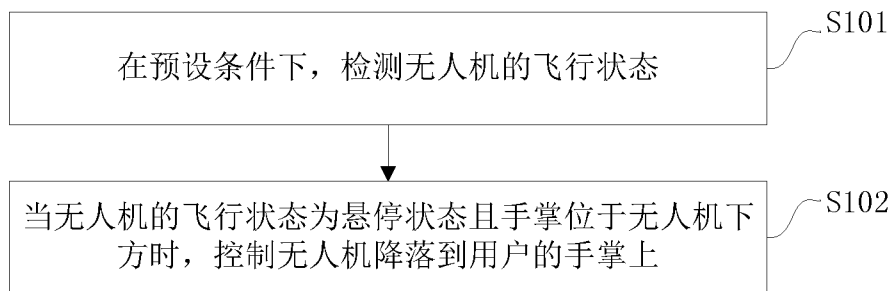 S101
在预设条件下，检测无人机的飞行状态
S102
当无人机的飞行状态为悬停状态且手掌位于无人机下
方时，控制无人机降落到用户的手掌上